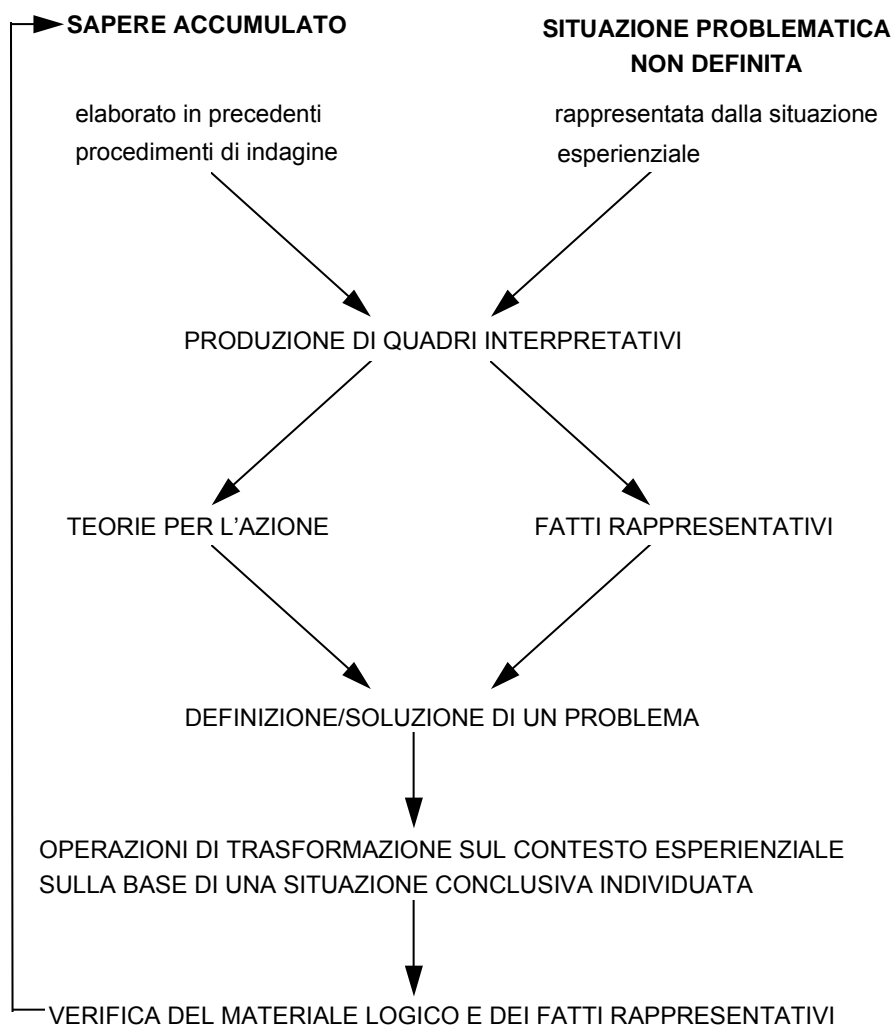 SAPERE ACCUMULATO
SITUAZIONE PROBLEMATICA
NON DEFINITA
elaborato in precedenti
procedimenti di indagine
rappresentata dalla situazione
esperienziale
PRODUZIONE DI QUADRI INTERPRETATIVI
TEORIE PER L'AZIONE
FATTI RAPPRESENTATIVI
DEFINIZIONE/SOLUZIONE DI UN PROBLEMA
OPERAZIONI DI TRASFORMAZIONE SUL CONTESTO ESPERIENZIALE
SULLA BASE DI UNA SITUAZIONE CONCLUSIVA INDIVIDUATA
VERIFICA DEL MATERIALE LOGICO E DEI FATTI RAPPRESENTATIVI